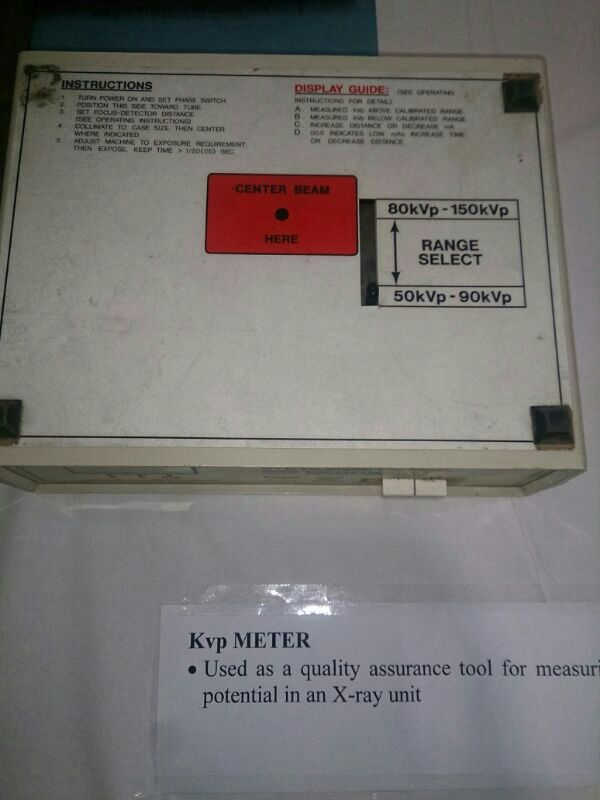 INSTRUCTIONS
1. TURN POWER ON AND SET PHASE SWITCH
2. POSITION THIS SIDE TOWARD TUBE
3. SET FOCUS-DETECTOR DISTANCE
(SEE OPERATING INSTRUCTIONS)
4. COLLIMATE TO CASE SIZE, THEN CENTER
WHERE INDICATED
5. ADJUST MACHINE TO EXPOSURE REQUIREMENT,
THEN EXPOSE. KEEP TIME > 1/20 (.05) SEC.
DISPLAY GUIDE: (SEE OPERATING
INSTRUCTIONS FOR DETAIL)
A. MEASURED kVp ABOVE CALIBRATED RANGE
B. MEASURED kVp BELOW CALIBRATED RANGE
C. INCREASE DISTANCE OR DECREASE mA
D. 00.0 INDICATES LOW mAs INCREASE TIME
OR DECREASE DISTANCE
CENTER BEAM
HERE
80kVp - 150kVp
RANGE
SELECT
50kVp - 90kVp
Kvp METER
• Used as a quality assurance tool for measuri
potential in an X-ray unit